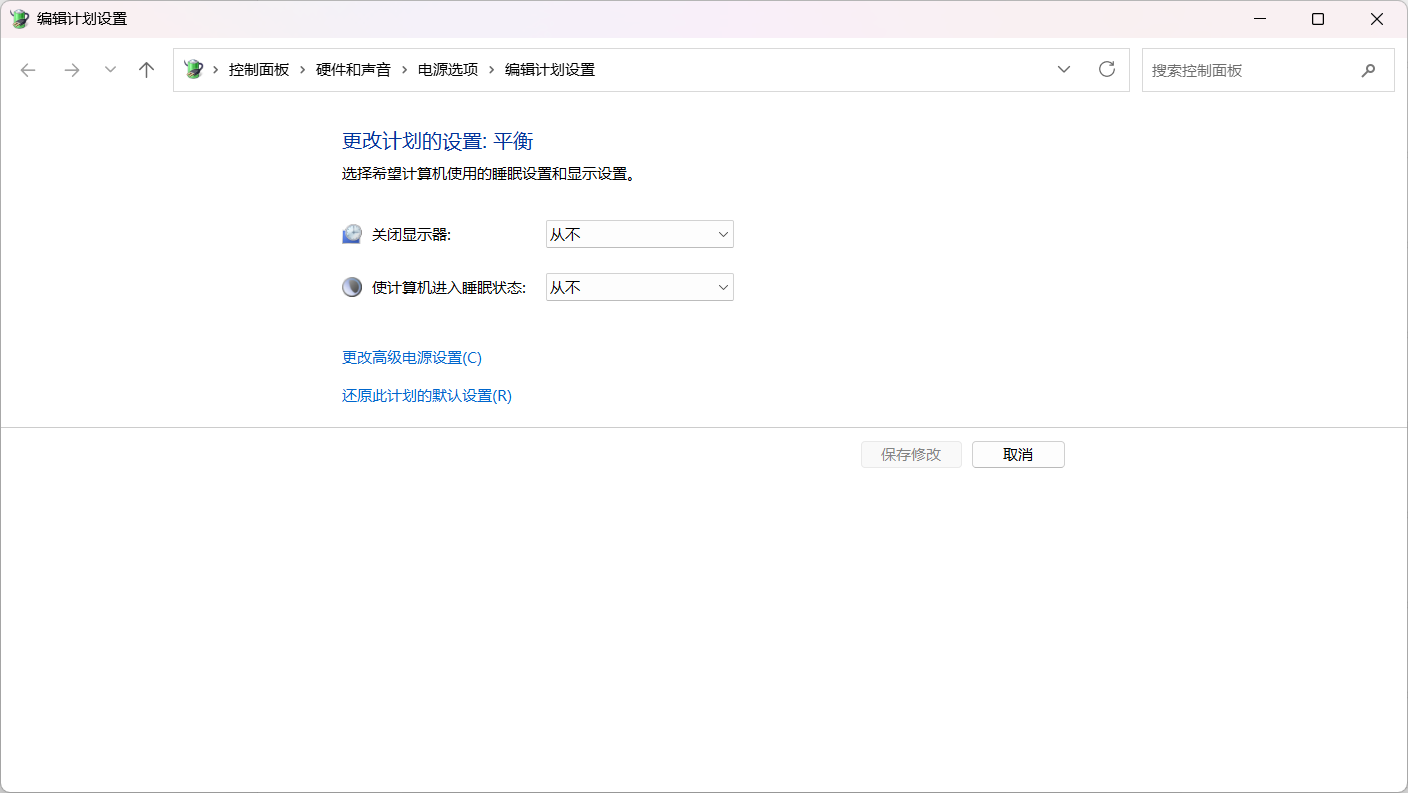 编辑计划设置
控制面板 > 硬件和声音 > 电源选项 > 编辑计划设置
搜索控制面板
更改计划的设置: 平衡
选择希望计算机使用的睡眠设置和显示设置。
关闭显示器: 从不
使计算机进入睡眠状态: 从不
更改高级电源设置(C)
还原此计划的默认设置(R)
保存修改 取消